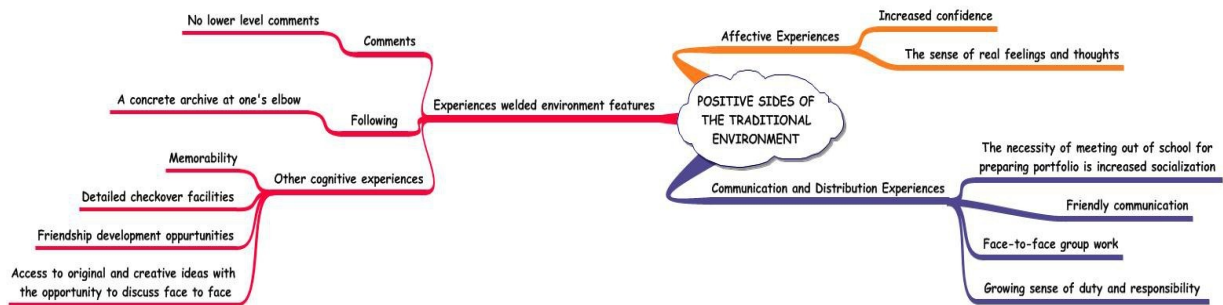 POSITIVE SIDES OF
THE TRADITIONAL
ENVIRONMENT
Affective Experiences
Increased confidence
The sense of real feelings and thoughts
Communication and Distribution Experiences
The necessity of meeting out of school for
preparing portfolio is increased socialization
Friendly communication
Face-to-face group work
Growing sense of duty and responsibility
Experiences welded environment features
Comments
No lower level comments
Following
A concrete archive at one's elbow
Other cognitive experiences
Memorability
Detailed checkover facilities
Friendship development oppurtunities
Access to original and creative ideas with
the opportunity to discuss face to face